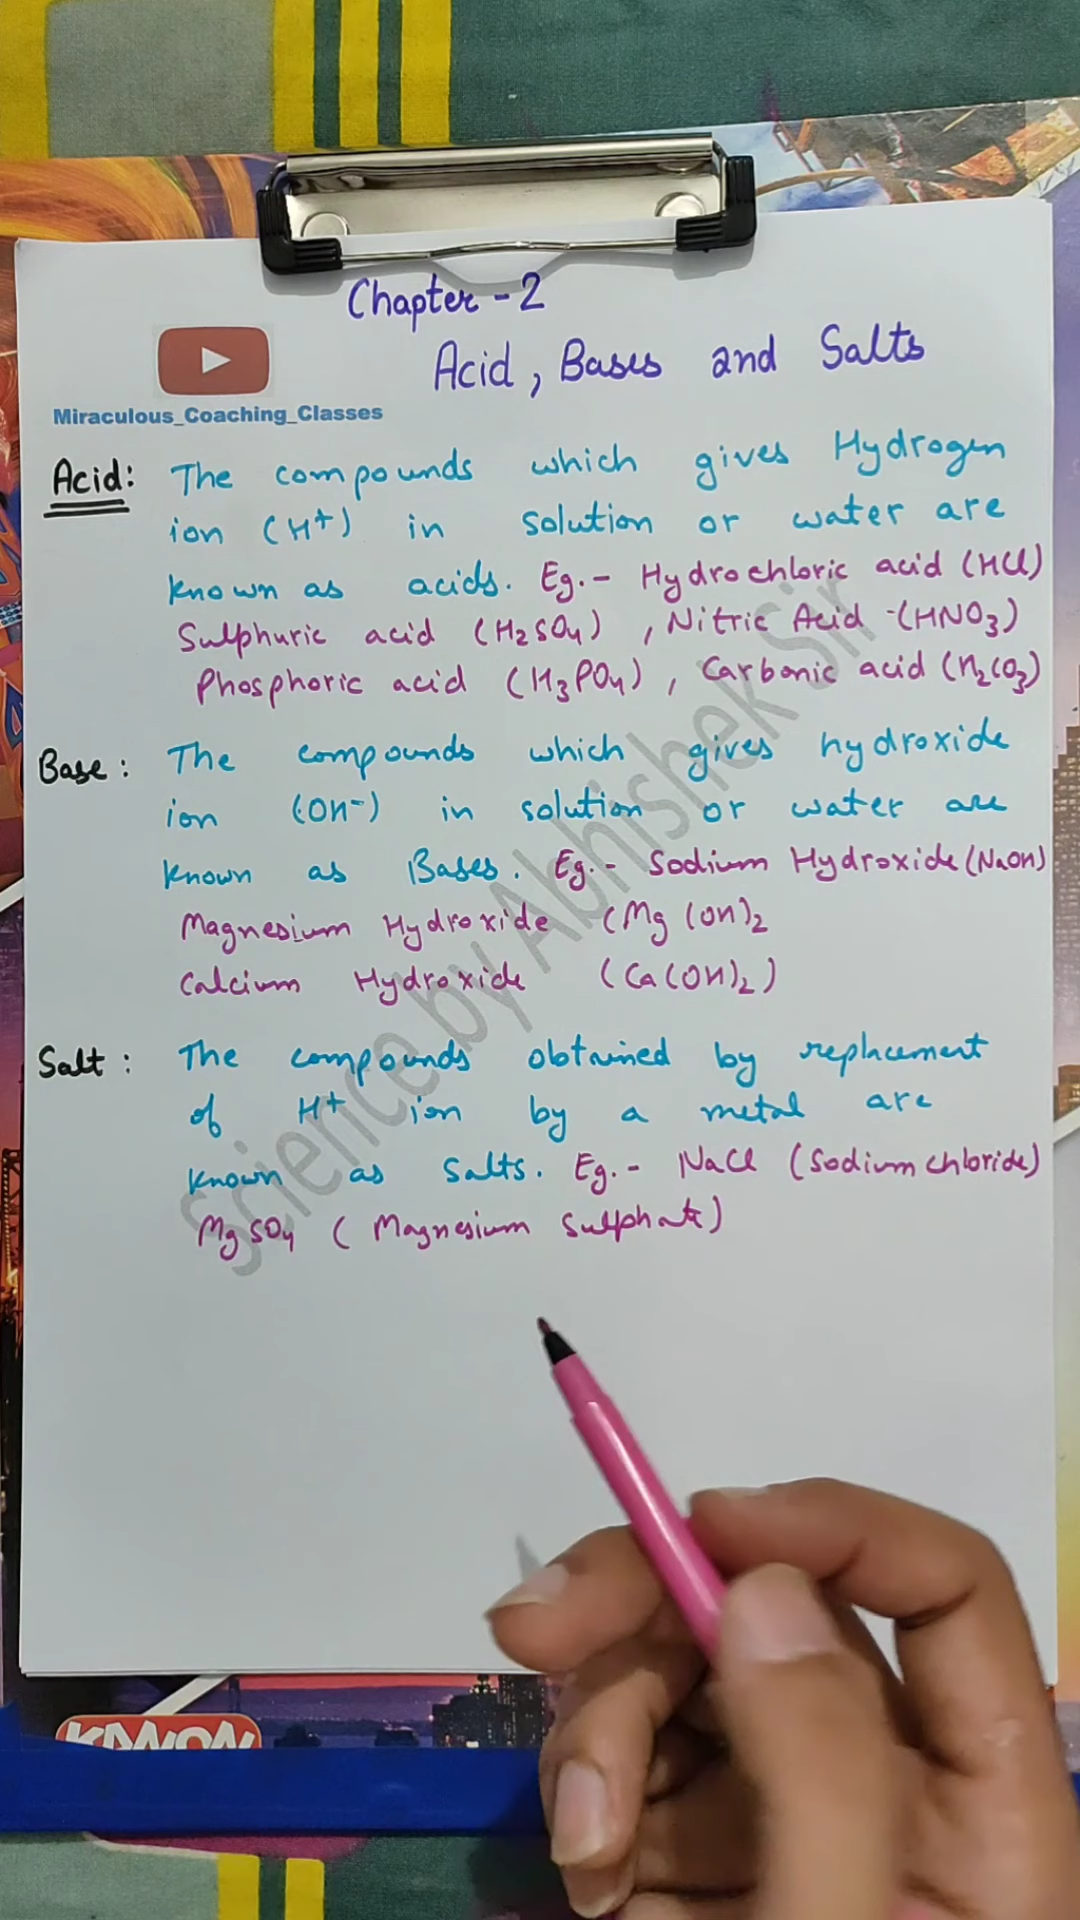 Chapter - 2
Acid, Bases and Salts
Miraculous_Coaching_Classes
Acid: The compounds which gives Hydrogen
ion (H+) in solution or water are
known as acids. Eg.- Hydrochloric acid (HCl)
Sulphuric acid (H2SO4), Nitric Acid -(HNO3)
Phosphoric acid (H3PO4), Carbonic acid (H2CO3)
Base: The compounds which gives hydroxide
ion (OH-) in solution or water are
known as Bases. Eg.- Sodium Hydroxide (NaOH)
Magnesium Hydroxide (Mg(OH)2
Calcium Hydroxide (Ca(OH)2)
Salt: The compounds obtained by replcement
of H+ ion by a metal are
known as Salts. Eg.- NaCl (Sodium chloride)
MgSO4 (Magnesium Sulphate)
Science by Abhishek Sir